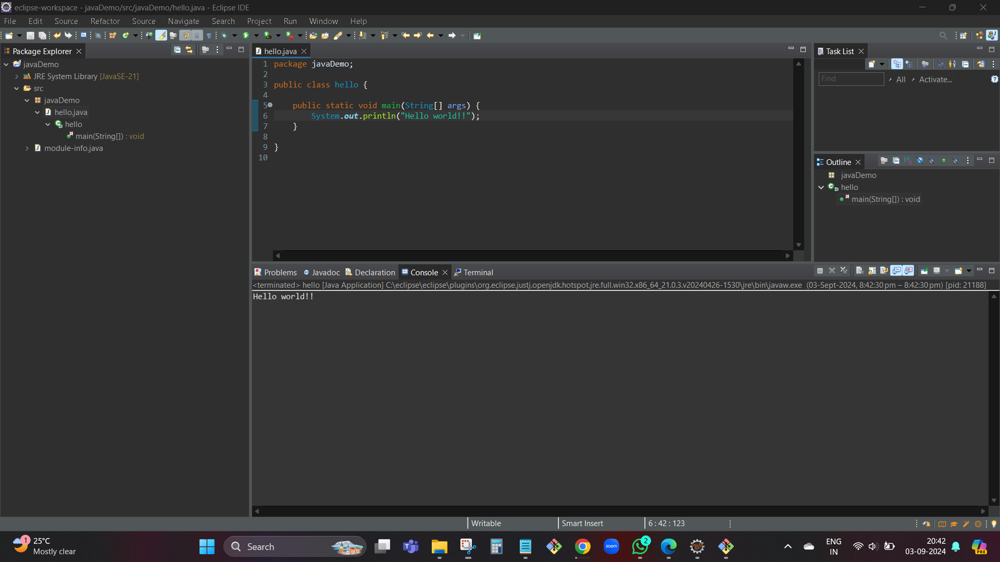 eclipse-workspace - javaDemo/src/javaDemo/hello.java - Eclipse IDE
File Edit Source Refactor Source Navigate Search Project Run Window Help
Package Explorer
javaDemo
JRE System Library [JavaSE-21]
src
javaDemo
hello.java
hello
main(String[]) : void
module-info.java
hello.java
1 package javaDemo;
2
3 public class hello {
4
5 public static void main(String[] args) {
6 System.out.println("Hello world!!");
7 }
8
9 }
10
Task List
Find
All
Activate...
Outline
javaDemo
hello
main(String[]) : void
Problems Javadoc Declaration Console Terminal
<terminated> hello [Java Application] C:\eclipse\eclipse\plugins\org.eclipse.justj.openjdk.hotspot.jre.full.win32.x86_64_21.0.3.v20240426-1530\jre\bin\javaw.exe (03-Sept-2024, 8:42:30 pm – 8:42:30 pm) [pid: 21188]
Hello world!!
Writable Smart Insert 6 : 42 : 123
1
25°C
Mostly clear
Search
zoom
2
ENG
IN
20:42
03-09-2024
PRE